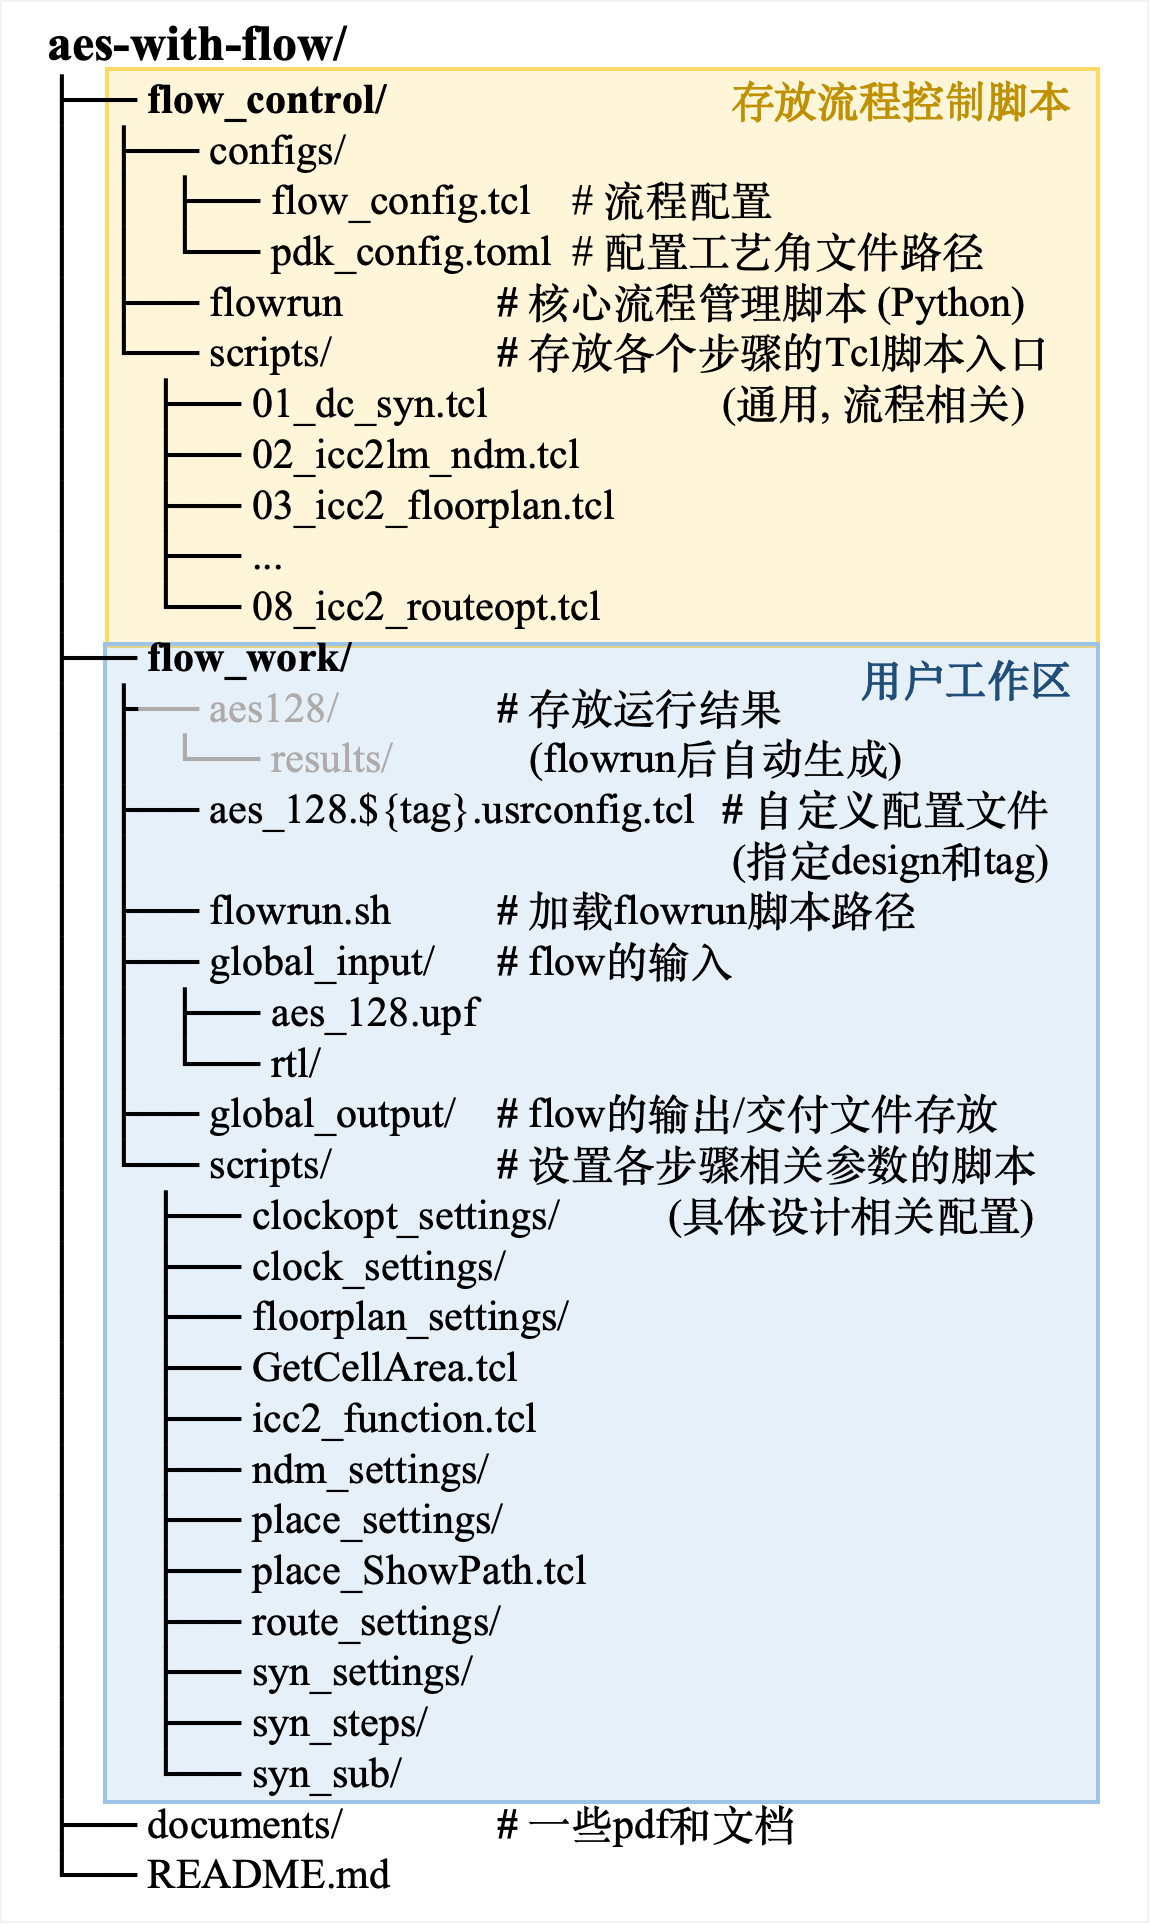 aes-with-flow/
flow_control/ 存放流程控制脚本
configs/
flow_config.tcl # 流程配置
pdk_config.toml # 配置工艺角文件路径
flowrun # 核心流程管理脚本 (Python)
scripts/ # 存放各个步骤的Tcl脚本入口
01_dc_syn.tcl (通用, 流程相关)
02_icc2lm_ndm.tcl
03_icc2_floorplan.tcl
...
08_icc2_routeopt.tcl
flow_work/ 用户工作区
aes128/ # 存放运行结果
results/ (flowrun后自动生成)
aes_128.${tag}.usrconfig.tcl # 自定义配置文件
(指定design和tag)
flowrun.sh # 加载flowrun脚本路径
global_input/ # flow的输入
aes_128.upf
rtl/
global_output/ # flow的输出/交付文件存放
scripts/ # 设置各步骤相关参数的脚本
clockopt_settings/ (具体设计相关配置)
clock_settings/
floorplan_settings/
GetCellArea.tcl
icc2_function.tcl
ndm_settings/
place_settings/
place_ShowPath.tcl
route_settings/
syn_settings/
syn_steps/
syn_sub/
documents/ # 一些pdf和文档
README.md